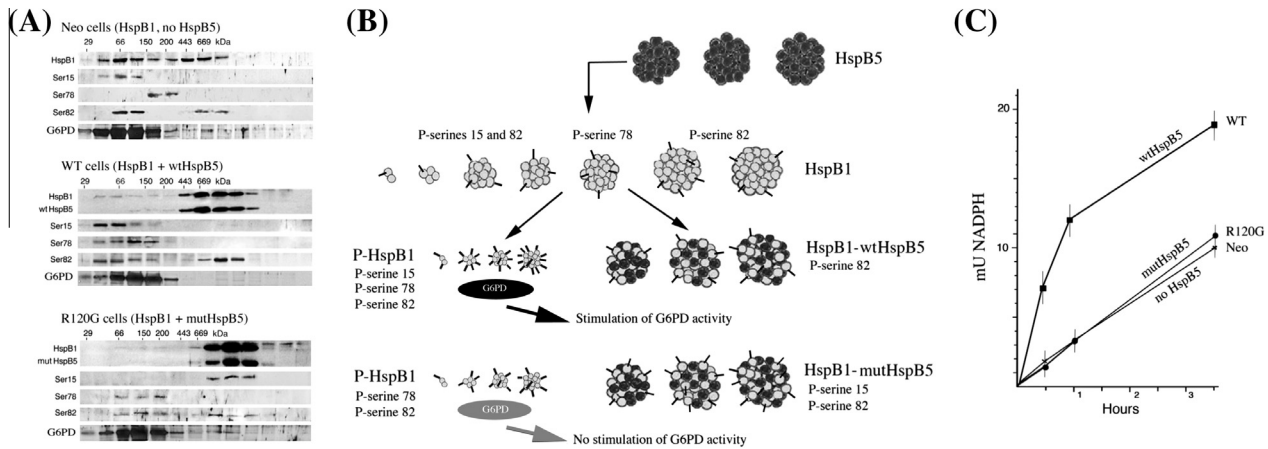 (A)
Neo cells (HspB1, no HspB5)
29 66 150 200 443 669 kDa
HspB1
Ser15
Ser78
Ser82
G6PD
WT cells (HspB1 + wtHspB5)
29 66 150 200 443 669 kDa
HspB1
wtHspB5
Ser15
Ser78
Ser82
G6PD
R120G cells (HspB1 + mutHspB5)
29 66 150 200 443 669 kDa
HspB1
mutHspB5
Ser15
Ser78
Ser82
G6PD
(B)
HspB5
P-serines 15 and 82 P-serine 78 P-serine 82
HspB1
P-HspB1
P-serine 15
P-serine 78
P-serine 82
G6PD
HspB1-wtHspB5
P-serine 82
Stimulation of G6PD activity
P-HspB1
P-serine 78
P-serine 82
G6PD
HspB1-mutHspB5
P-serine 15
P-serine 82
No stimulation of G6PD activity
(C)
20
10
mU NADPH
wtHspB5
WT
mutHspB5
R120G
no HspB5
Neo
1 2 3
Hours